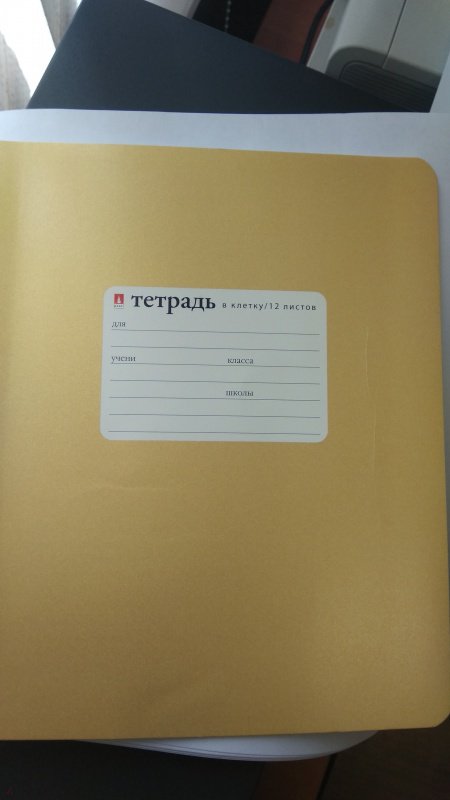 тетрадь в клетку/12 листов
для
учени класса
школы